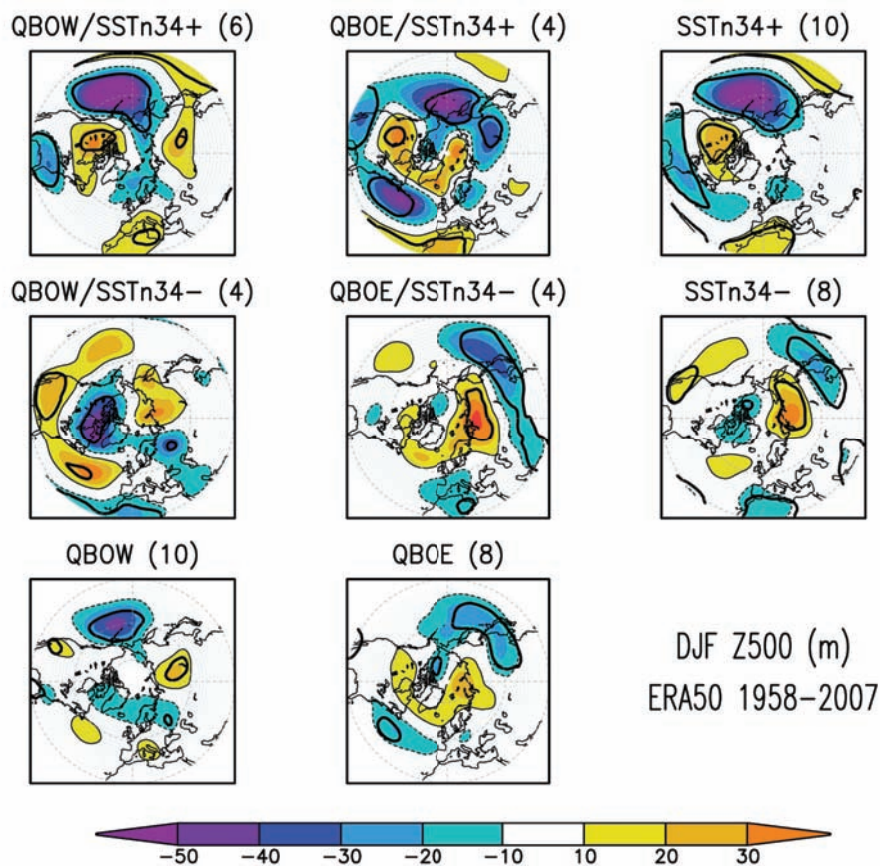 QBOW/SSTn34+ (6)
QBOE/SSTn34+ (4)
SSTn34+ (10)
QBOW/SSTn34− (4)
QBOE/SSTn34− (4)
SSTn34− (8)
QBOW (10)
QBOE (8)
DJF Z500 (m)
ERA50 1958−2007
−50 −40 −30 −20 −10 10 20 30